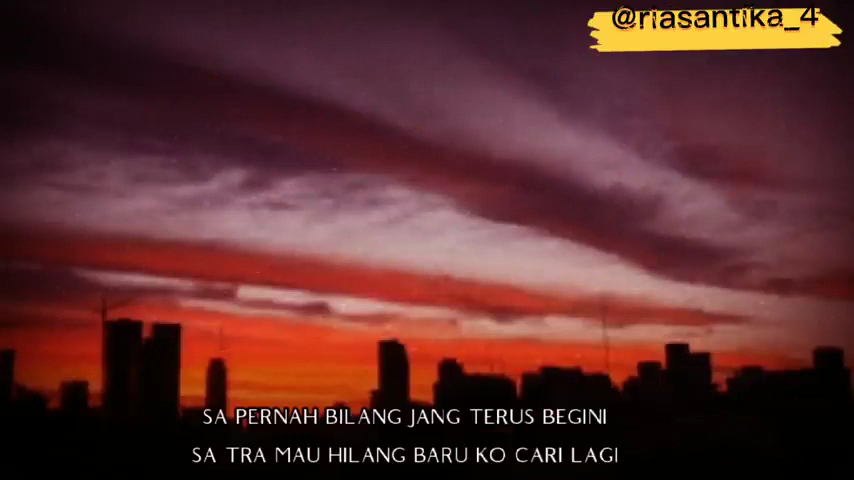 @riasantika_4
SA PERNAH BILANG JANG TERUS BEGINI
SA TRA MAU HILANG BARU KO CARI LAGI